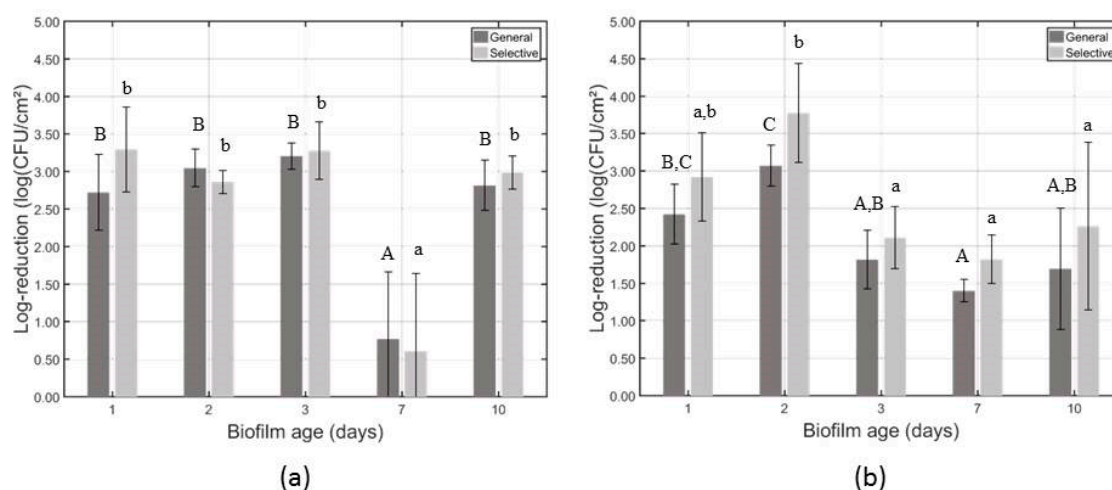 5.00
4.50
4.00
3.50
3.00
2.50
2.00
1.50
1.00
0.50
0.00
Log-reduction (log(CFU/cm²)
General
Selective
B b B b B b A a B b
1 2 3 7 10
Biofilm age (days)
(a)
5.00
4.50
4.00
3.50
3.00
2.50
2.00
1.50
1.00
0.50
0.00
Log-reduction (log(CFU/cm²)
General
Selective
B,C a,b C b A,B a A a A,B a
1 2 3 7 10
Biofilm age (days)
(b)